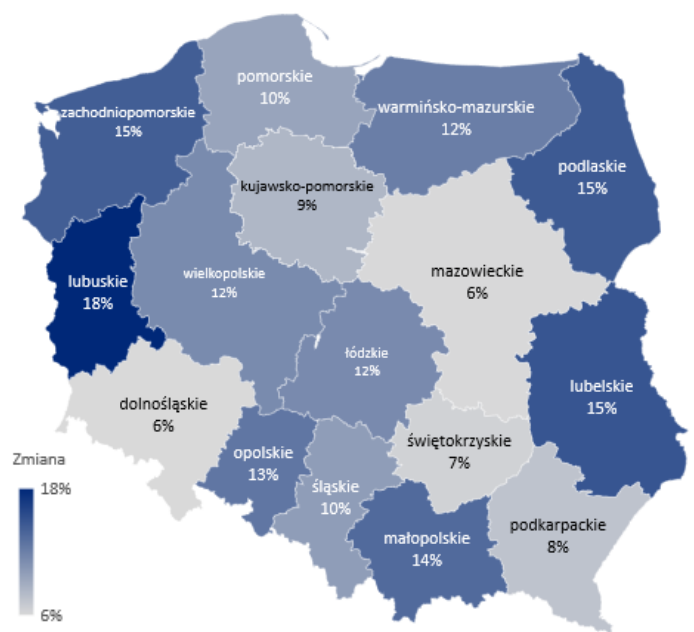 pomorskie
10%
zachodniopomorskie
15%
warmińsko-mazurskie
12%
podlaskie
15%
kujawsko-pomorskie
9%
lubuskie
18%
wielkopolskie
12%
mazowieckie
6%
łódzkie
12%
lubelskie
15%
dolnośląskie
6%
świętokrzyskie
7%
opolskie
13%
śląskie
10%
małopolskie
14%
podkarpackie
8%
Zmiana
18%
6%